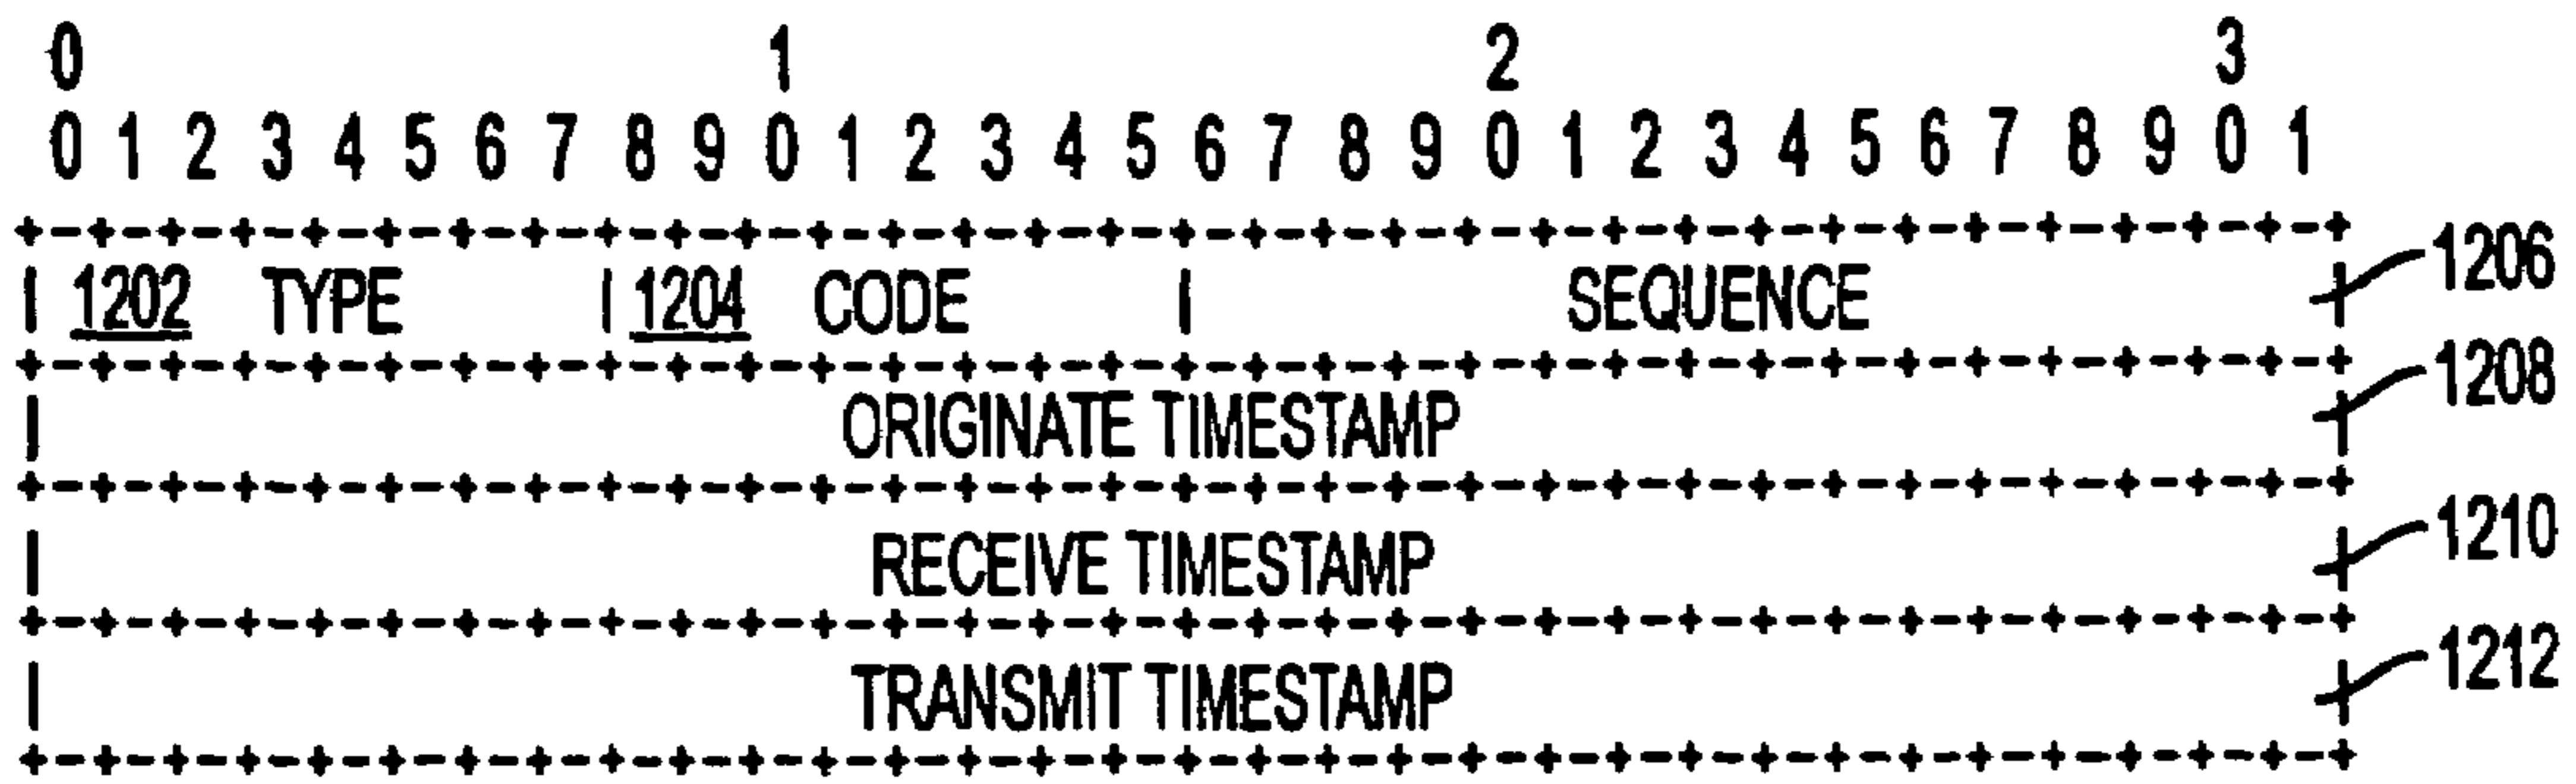 0 1 2 3
0 1 2 3 4 5 6 7 8 9 0 1 2 3 4 5 6 7 8 9 0 1 2 3 4 5 6 7 8 9 0 1
+-+-+-+-+-+-+-+-+-+-+-+-+-+-+-+-+-+-+-+-+-+-+-+-+-+-+-+-+-+-+-+-+
| 1202 TYPE | 1204 CODE | SEQUENCE | 1206
+-+-+-+-+-+-+-+-+-+-+-+-+-+-+-+-+-+-+-+-+-+-+-+-+-+-+-+-+-+-+-+-+
| ORIGINATE TIMESTAMP | 1208
+-+-+-+-+-+-+-+-+-+-+-+-+-+-+-+-+-+-+-+-+-+-+-+-+-+-+-+-+-+-+-+-+
| RECEIVE TIMESTAMP | 1210
+-+-+-+-+-+-+-+-+-+-+-+-+-+-+-+-+-+-+-+-+-+-+-+-+-+-+-+-+-+-+-+-+
| TRANSMIT TIMESTAMP | 1212
+-+-+-+-+-+-+-+-+-+-+-+-+-+-+-+-+-+-+-+-+-+-+-+-+-+-+-+-+-+-+-+-+